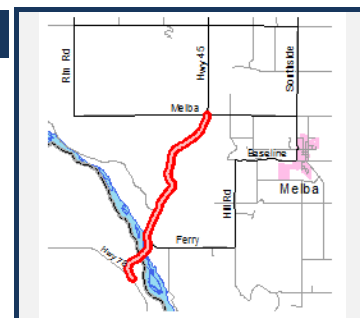 Rim Rd
Hwy 45
Southside
Melba
Baseline
Melba
Hill Rd
Ferry
Hwy 78